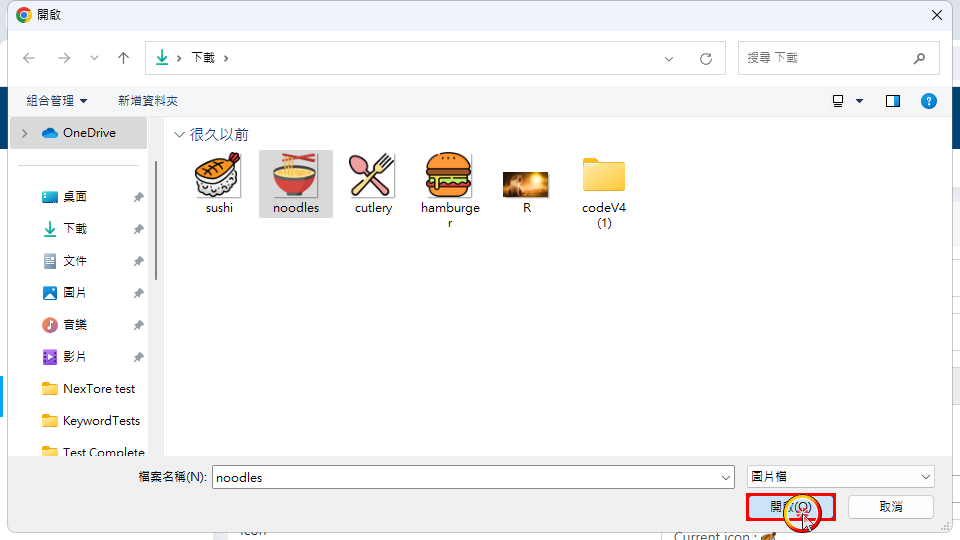 開啟
下載
搜尋 下載
組合管理
新增資料夾
OneDrive
很久以前
sushi
noodles
cutlery
hamburge
r
R
codeV4
(1)
桌面
下載
文件
圖片
音樂
影片
NexTore test
KeywordTests
Test Complete
檔案名稱(N):
noodles
圖片檔
開啟(O)
取消
Icon
Current icon :